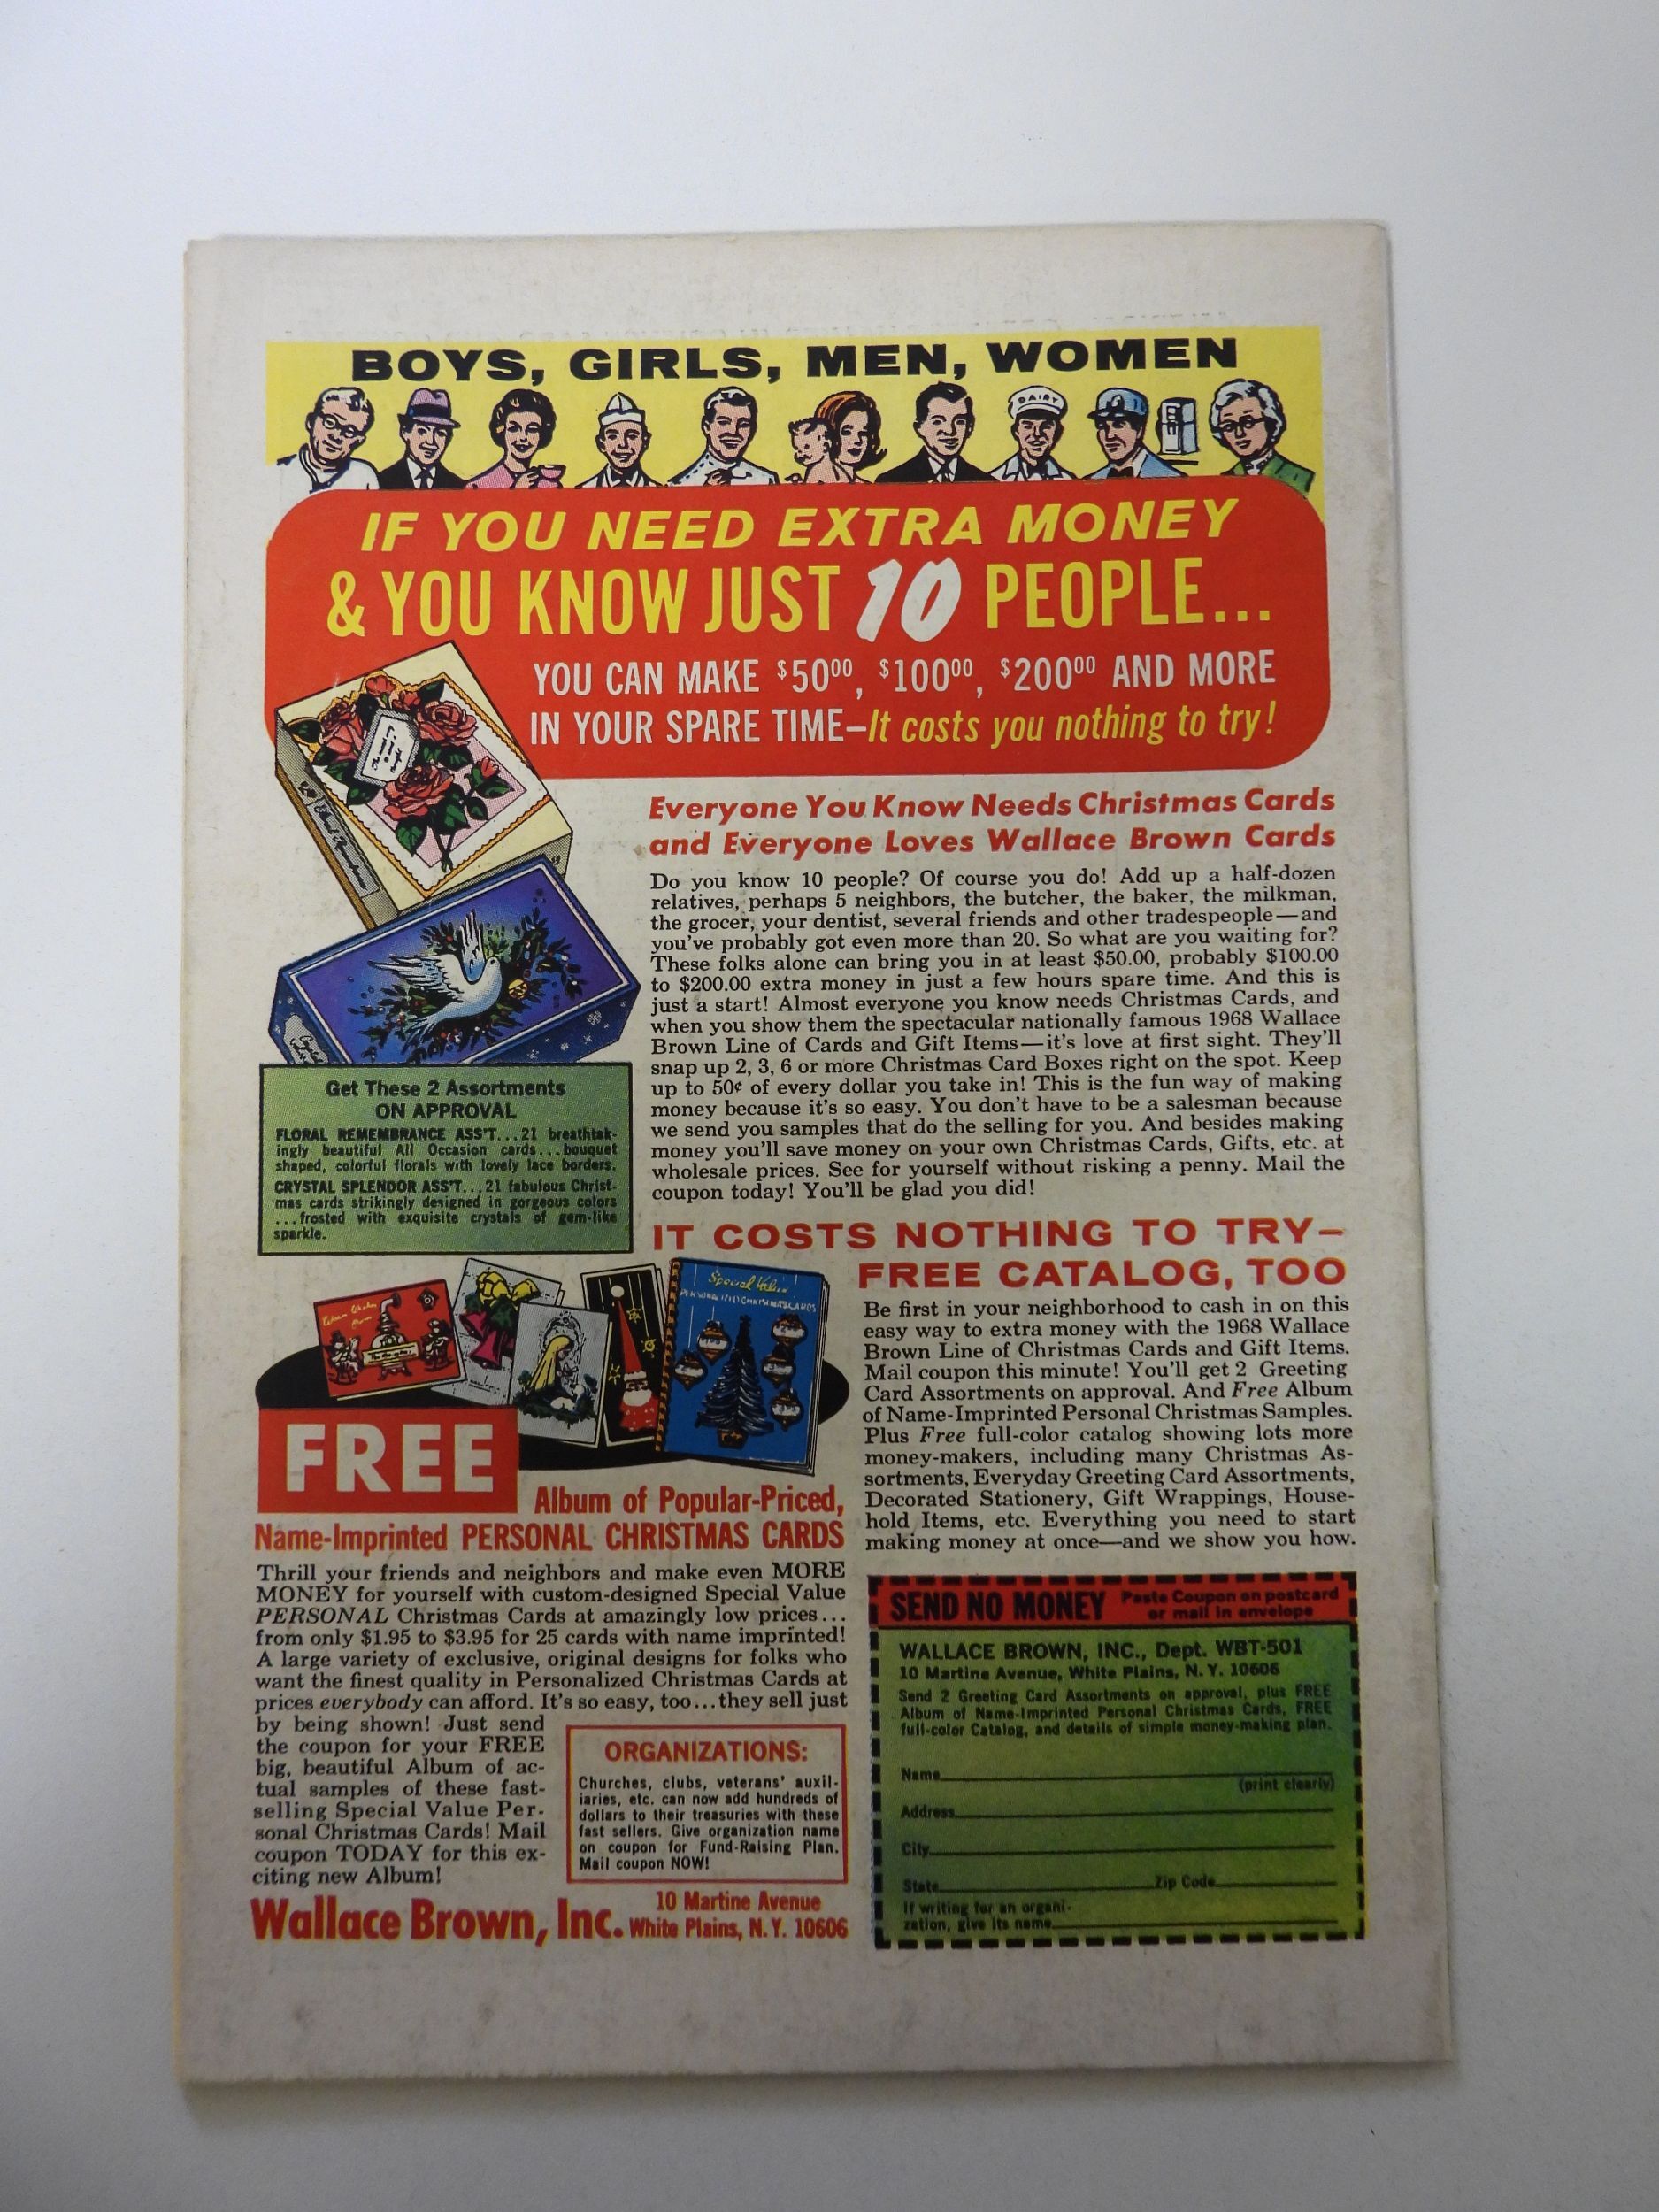 BOYS, GIRLS, MEN, WOMEN
DAIRY
IF YOU NEED EXTRA MONEY
& YOU KNOW JUST 10 PEOPLE...
YOU CAN MAKE $50⁰⁰, $100⁰⁰, $200⁰⁰ AND MORE
IN YOUR SPARE TIME–It costs you nothing to try!
Everyone You Know Needs Christmas Cards
and Everyone Loves Wallace Brown Cards
Do you know 10 people? Of course you do! Add up a half-dozen
relatives, perhaps 5 neighbors, the butcher, the baker, the milkman,
the grocer, your dentist, several friends and other tradespeople—and
you've probably got even more than 20. So what are you waiting for?
These folks alone can bring you in at least $50.00, probably $100.00
to $200.00 extra money in just a few hours spare time. And this is
just a start! Almost everyone you know needs Christmas Cards, and
when you show them the spectacular nationally famous 1968 Wallace
Brown Line of Cards and Gift Items—it's love at first sight. They'll
snap up 2, 3, 6 or more Christmas Card Boxes right on the spot. Keep
up to 50¢ of every dollar you take in! This is the fun way of making
money because it's so easy. You don't have to be a salesman because
we send you samples that do the selling for you. And besides making
money you'll save money on your own Christmas Cards, Gifts, etc. at
wholesale prices. See for yourself without risking a penny. Mail the
coupon today! You'll be glad you did!
Get These 2 Assortments
ON APPROVAL
FLORAL REMEMBRANCE ASS'T...21 breathtak-
ingly beautiful All Occasion cards...bouquet
shaped, colorful florals with lovely lace borders.
CRYSTAL SPLENDOR ASS'T...21 fabulous Christ-
mas cards strikingly designed in gorgeous colors
...frosted with exquisite crystals of gem-like
sparkle.
IT COSTS NOTHING TO TRY–
FREE CATALOG, TOO
Be first in your neighborhood to cash in on this
easy way to extra money with the 1968 Wallace
Brown Line of Christmas Cards and Gift Items.
Mail coupon this minute! You'll get 2 Greeting
Card Assortments on approval. And Free Album
of Name-Imprinted Personal Christmas Samples.
Plus Free full-color catalog showing lots more
money-makers, including many Christmas As-
sortments, Everyday Greeting Card Assortments,
Decorated Stationery, Gift Wrappings, House-
hold Items, etc. Everything you need to start
making money at once—and we show you how.
Special Value
PERSONALIZED CHRISTMAS CARDS
FREE
Album of Popular-Priced,
Name-Imprinted PERSONAL CHRISTMAS CARDS
Thrill your friends and neighbors and make even MORE
MONEY for yourself with custom-designed Special Value
PERSONAL Christmas Cards at amazingly low prices...
from only $1.95 to $3.95 for 25 cards with name imprinted!
A large variety of exclusive, original designs for folks who
want the finest quality in Personalized Christmas Cards at
prices everybody can afford. It's so easy, too...they sell just
by being shown! Just send
the coupon for your FREE
big, beautiful Album of ac-
tual samples of these fast-
selling Special Value Per-
sonal Christmas Cards! Mail
coupon TODAY for this ex-
citing new Album!
ORGANIZATIONS:
Churches, clubs, veterans' auxil-
iaries, etc. can now add hundreds of
dollars to their treasuries with these
fast sellers. Give organization name
on coupon for Fund-Raising Plan.
Mail coupon NOW!
Wallace Brown, Inc. 10 Martine Avenue
White Plains, N.Y. 10606
SEND NO MONEY Paste Coupon on postcard
or mail in envelope
WALLACE BROWN, INC., Dept. WBT-501
10 Martine Avenue, White Plains, N. Y. 10606
Send 2 Greeting Card Assortments on approval, plus FREE
Album of Name-Imprinted Personal Christmas Cards, FREE
full-color Catalog, and details of simple money-making plan.
Name
(print clearly)
Address
City
State Zip Code
If writing for an organi-
zation, give its name